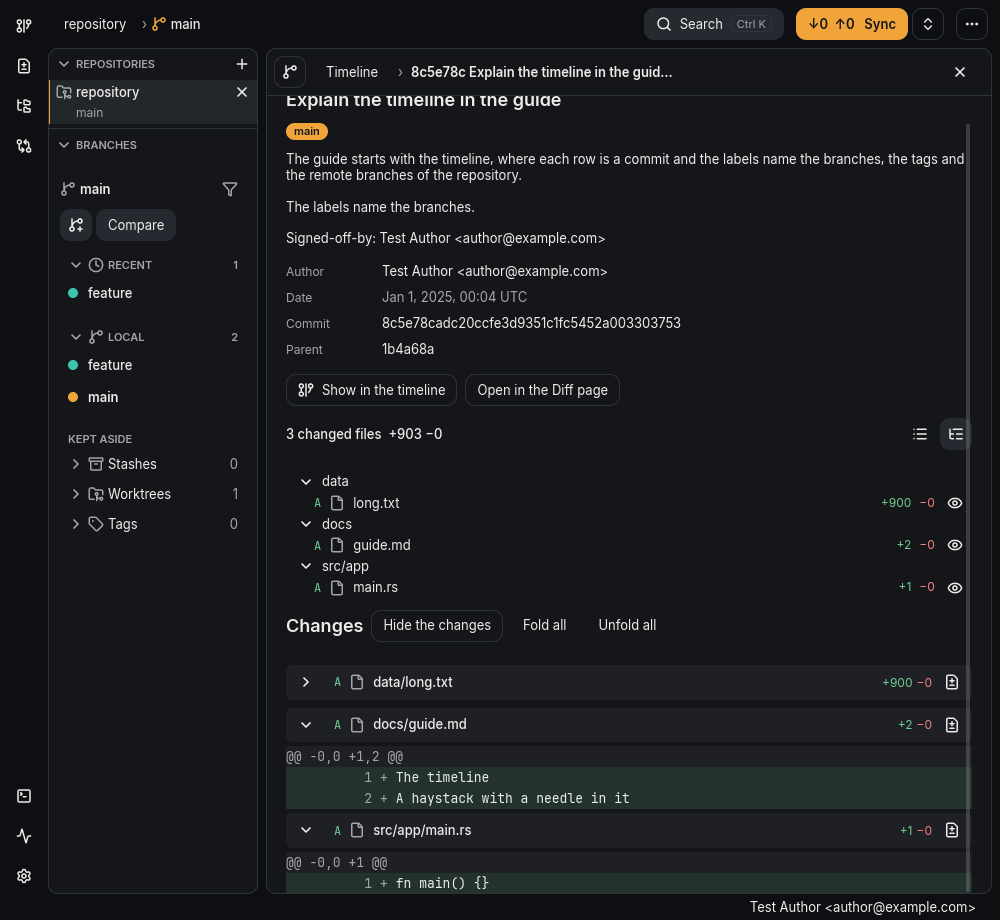 repository › main
Search Ctrl K
↓0 ↑0 Sync
REPOSITORIES
repository
main
BRANCHES
main
Compare
RECENT 1
feature
LOCAL 2
feature
main
KEPT ASIDE
Stashes 0
Worktrees 1
Tags 0
Timeline › 8c5e78c Explain the timeline in the guid…
Explain the timeline in the guide
main
The guide starts with the timeline, where each row is a commit and the labels name the branches, the tags and
the remote branches of the repository.
The labels name the branches.
Signed-off-by: Test Author <author@example.com>
Author Test Author <author@example.com>
Date Jan 1, 2025, 00:04 UTC
Commit 8c5e78cadc20ccfe3d9351c1fc5452a003303753
Parent 1b4a68a
Show in the timeline Open in the Diff page
3 changed files +903 −0
data
A long.txt +900 −0
docs
A guide.md +2 −0
src/app
A main.rs +1 −0
Changes Hide the changes Fold all Unfold all
A data/long.txt +900 −0
A docs/guide.md +2 −0
@@ -0,0 +1,2 @@
1 + The timeline
2 + A haystack with a needle in it
A src/app/main.rs +1 −0
@@ -0,0 +1 @@
1 + fn main() {}
Test Author <author@example.com>